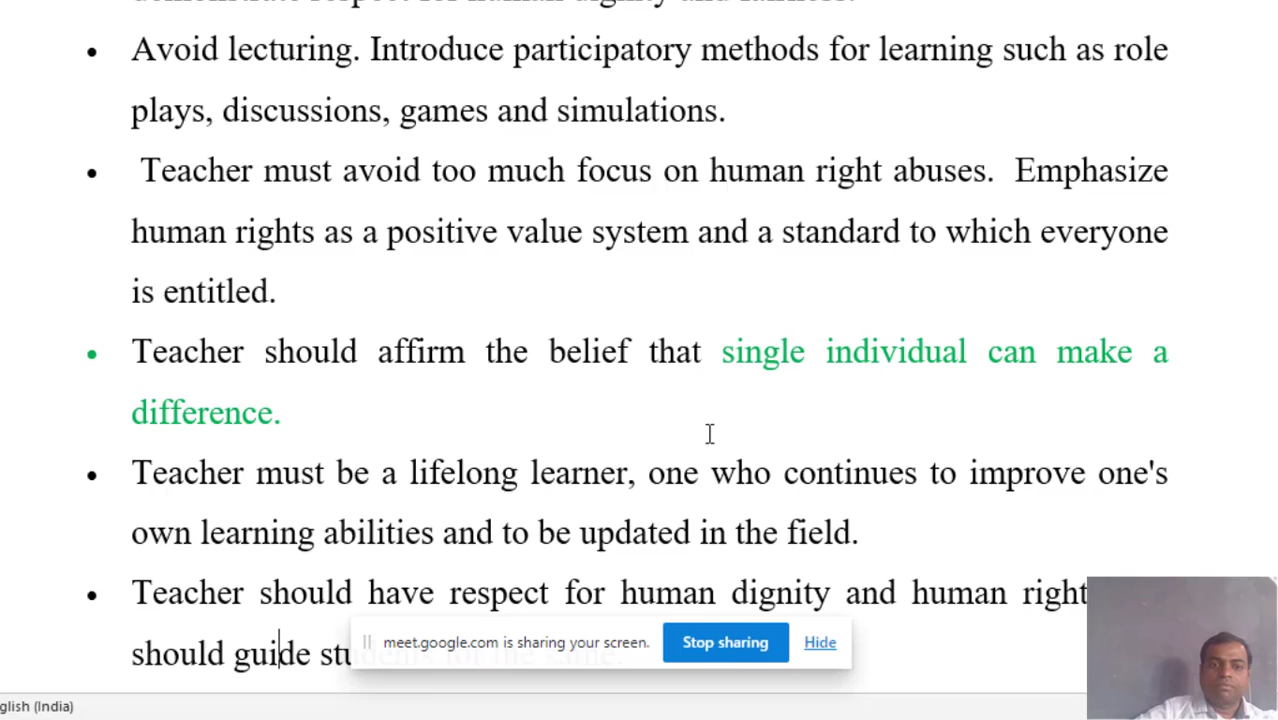 Avoid lecturing. Introduce participatory methods for learning such as role
plays, discussions, games and simulations.
Teacher must avoid too much focus on human right abuses. Emphasize
human rights as a positive value system and a standard to which everyone
is entitled.
Teacher should affirm the belief that single individual can make a
difference.
Teacher must be a lifelong learner, one who continues to improve one's
own learning abilities and to be updated in the field.
Teacher should have respect for human dignity and human right
should guide
meet.google.com is sharing your screen. Stop sharing Hide
glish (India)